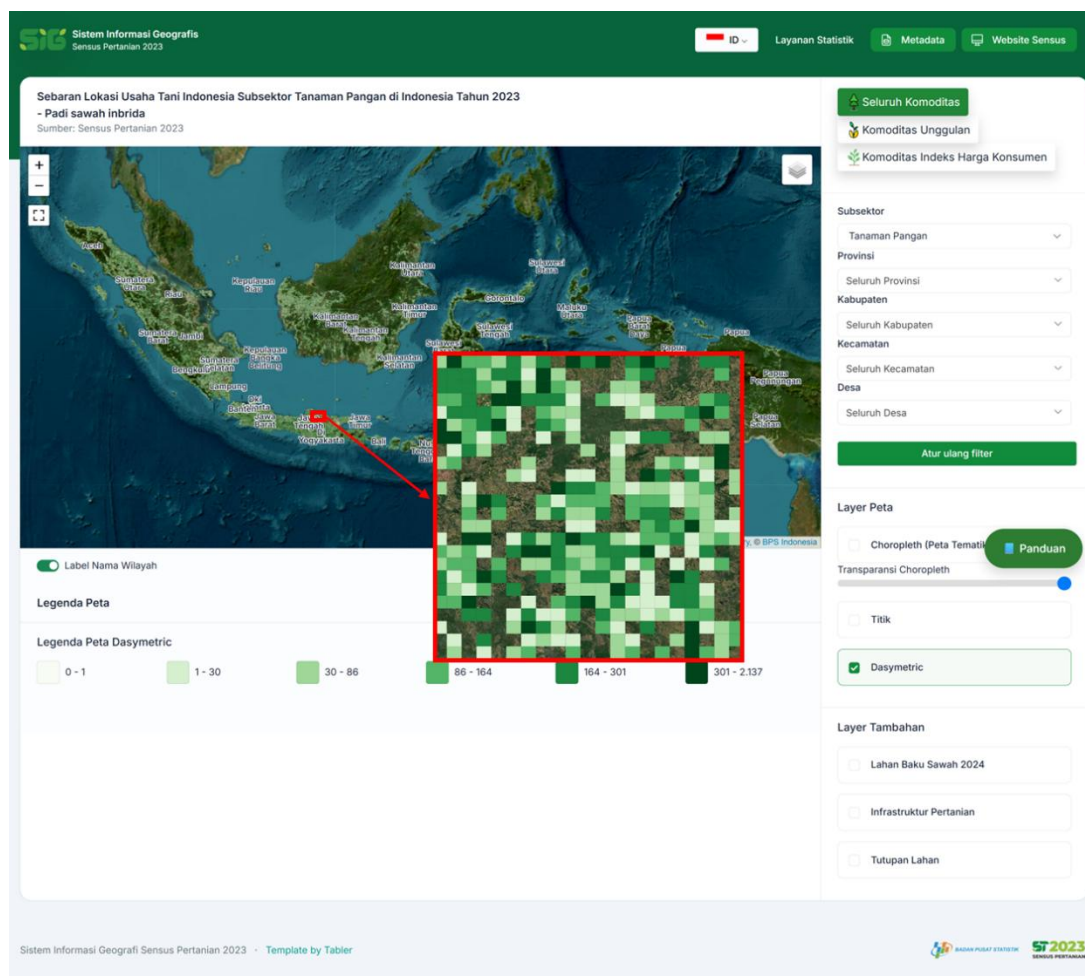 SIG
Sistem Informasi Geografis
Sensus Pertanian 2023
ID
Layanan Statistik
Metadata
Website Sensus
Sebaran Lokasi Usaha Tani Indonesia Subsektor Tanaman Pangan di Indonesia Tahun 2023
- Padi sawah inbrida
Sumber: Sensus Pertanian 2023
+
−
Aceh
Sumatera
Utara
Riau
Kepulauan
Riau
Kalimantan
Utara
Sulawesi
Utara
Gorontalo
Kalimantan
Barat
Kalimantan
Timur
Kalimantan
Tengah
Maluku
Utara
Papua
Barat
Daya
Papua
Sumatera
Barat
Jambi
Sumatera
Selatan
Kepulauan
Bangka
Belitung
Bengkulu
Kalimantan
Selatan
Sulawesi
Tengah
Sulawesi
Papua
Papua
Pegunungan
Lampung
Dki
Banten
Jawa
Barat
Tengah
Di
Yogyakarta
Jawa
Timur
Bali
Papua
Selatan
© BPS Indonesia
Label Nama Wilayah
Legenda Peta
Legenda Peta Dasymetric
0 - 1
1 - 30
30 - 86
86 - 164
164 - 301
301 - 2.137
Seluruh Komoditas
Komoditas Unggulan
Komoditas Indeks Harga Konsumen
Subsektor
Tanaman Pangan
Provinsi
Seluruh Provinsi
Kabupaten
Seluruh Kabupaten
Kecamatan
Seluruh Kecamatan
Desa
Seluruh Desa
Atur ulang filter
Layer Peta
Choropleth (Peta Temati
Panduan
Transparansi Choropleth
Titik
Dasymetric
Layer Tambahan
Lahan Baku Sawah 2024
Infrastruktur Pertanian
Tutupan Lahan
Sistem Informasi Geografi Sensus Pertanian 2023 · Template by Tabler
BADAN PUSAT STATISTIK
ST2023
SENSUS PERTANIAN